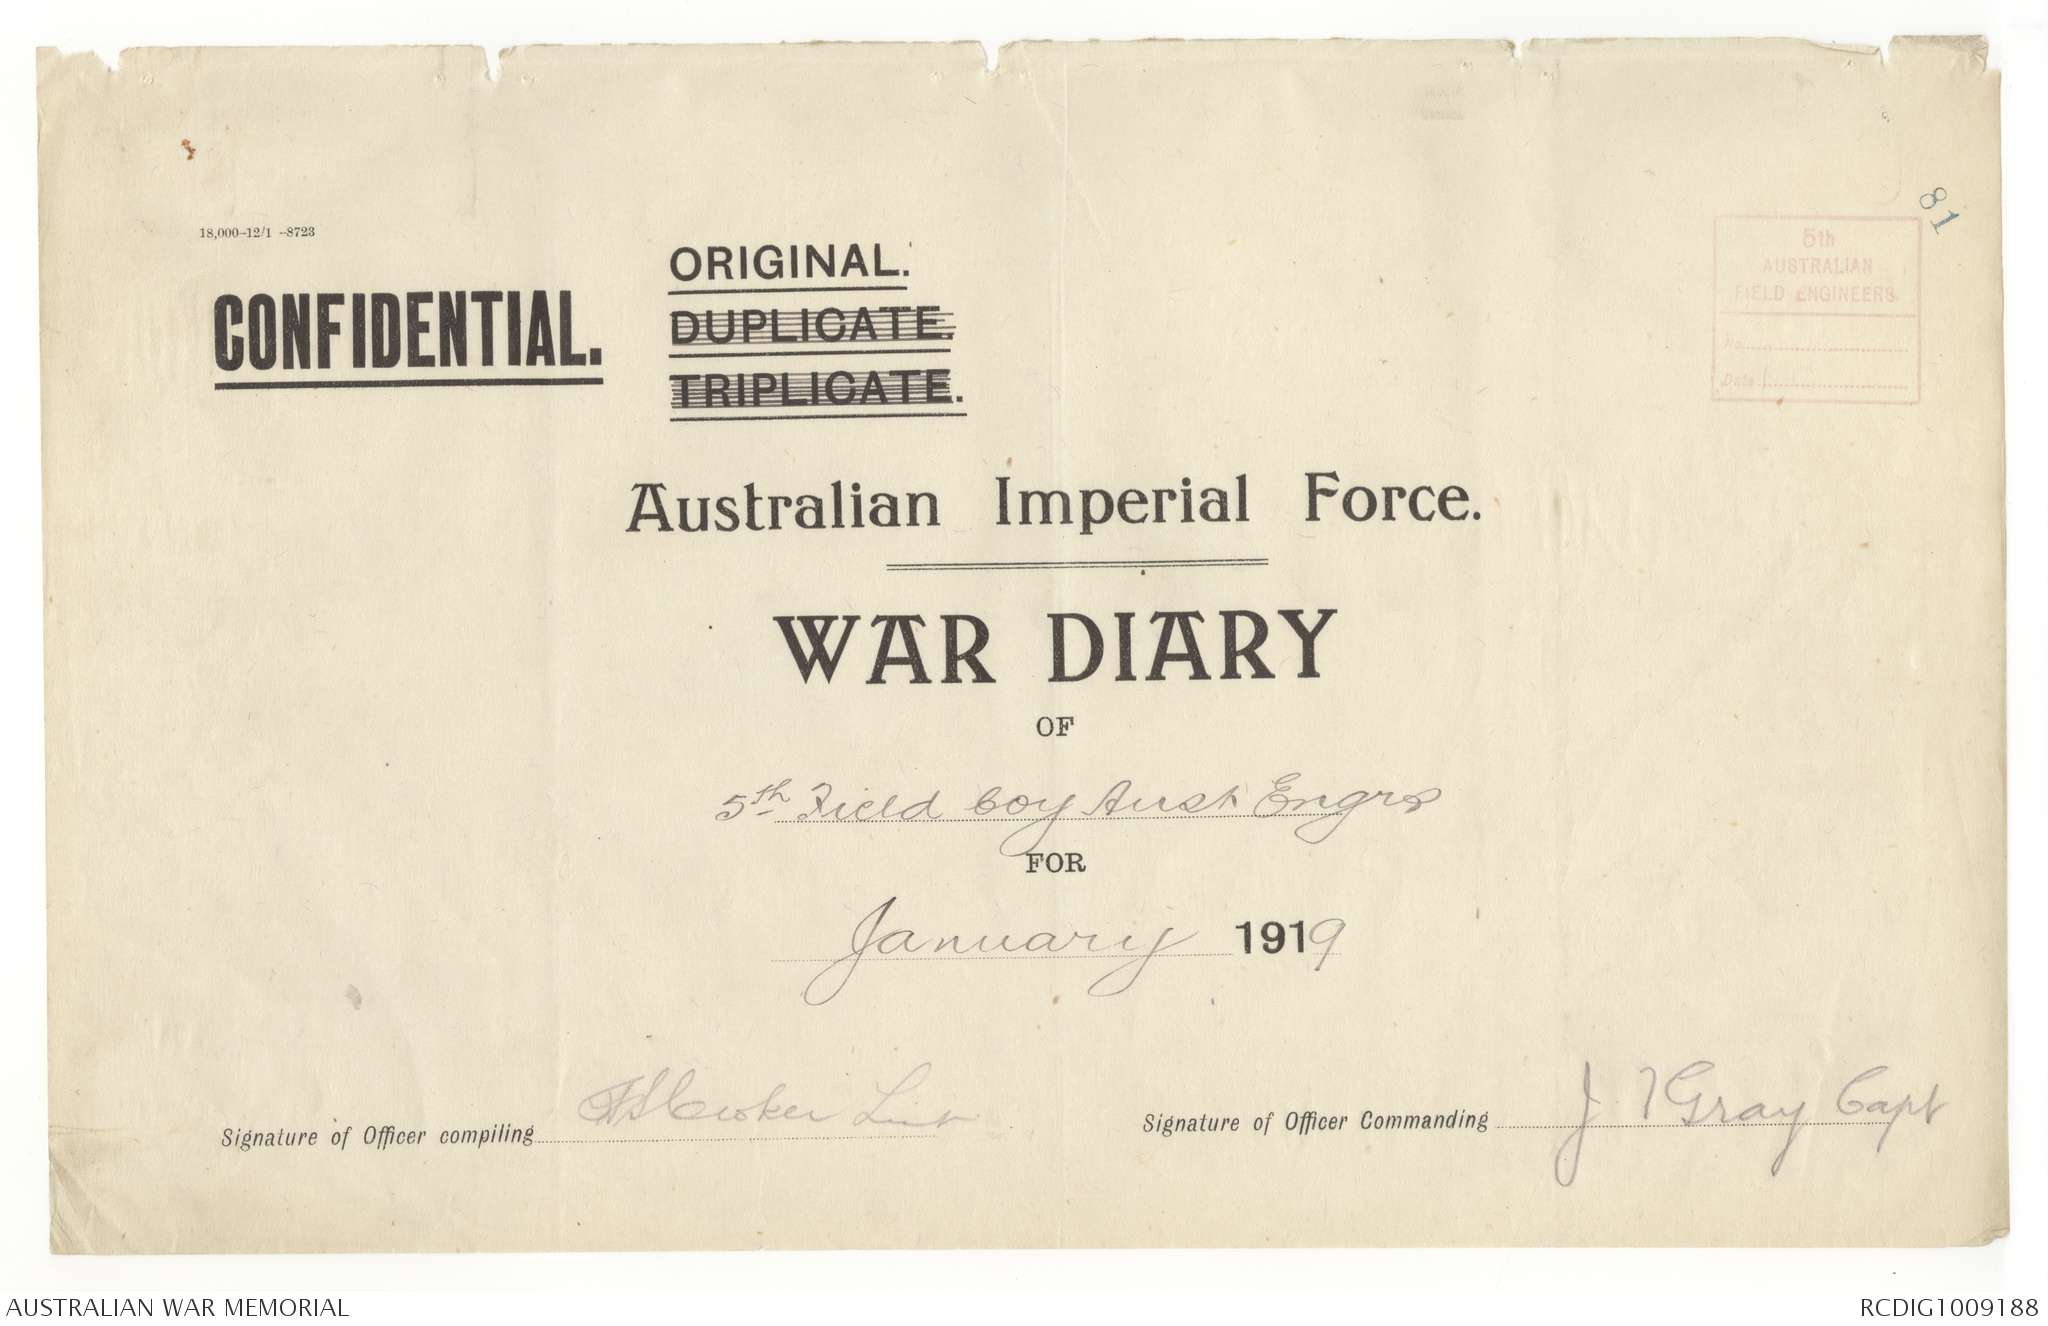 81
5th
AUSTRALIAN
FIELD ENGINEERS
No.
Date
18,000-12/1 --8723
CONFIDENTIAL.
ORIGINAL.
DUPLICATE.
TRIPLICATE.
Australian Imperial Force.
WAR DIARY
OF
5th Field Coy Aust Engrs
FOR
January 1919
Signature of Officer compiling Lieut
Signature of Officer Commanding J T Gray Capt
AUSTRALIAN WAR MEMORIAL
RCDIG1009188